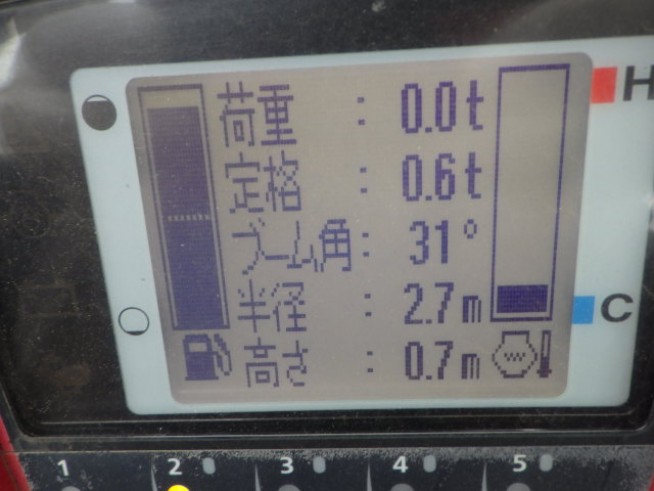 荷重 : 0.0t H
定格 : 0.6t
ブーム角: 31°
半径 : 2.7m C
高さ : 0.7m
1 2 3 4 5